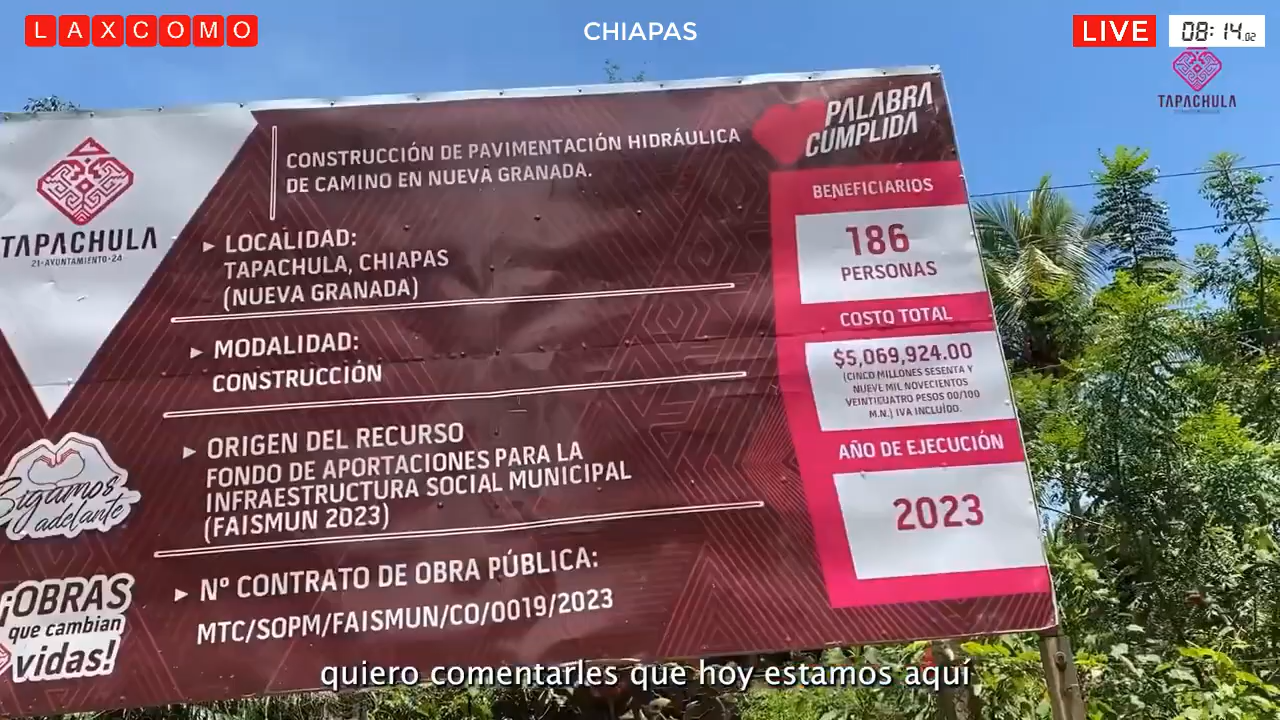 LAXCOMO
CHIAPAS
LIVE
08:14.02
TAPACHULA
PALABRA
CUMPLIDA
CONSTRUCCIÓN DE PAVIMENTACIÓN HIDRÁULICA
DE CAMINO EN NUEVA GRANADA.
TAPACHULA
21·AYUNTAMIENTO·24
LOCALIDAD:
TAPACHULA, CHIAPAS
(NUEVA GRANADA)
MODALIDAD:
CONSTRUCCIÓN
ORIGEN DEL RECURSO
FONDO DE APORTACIONES PARA LA
INFRAESTRUCTURA SOCIAL MUNICIPAL
(FAISMUN 2023)
Nº CONTRATO DE OBRA PÚBLICA:
MTC/SOPM/FAISMUN/CO/0019/2023
BENEFICIARIOS
186
PERSONAS
COSTO TOTAL
$5,069,924.00
(CINCO MILLONES SESENTA Y
NUEVE MIL NOVECIENTOS
VEINTICUATRO PESOS 00/100
M.N.) IVA INCLUÍDO.
AÑO DE EJECUCIÓN
2023
Sigamos
adelante
¡OBRAS
que cambian
vidas!
quiero comentarles que hoy estamos aquí